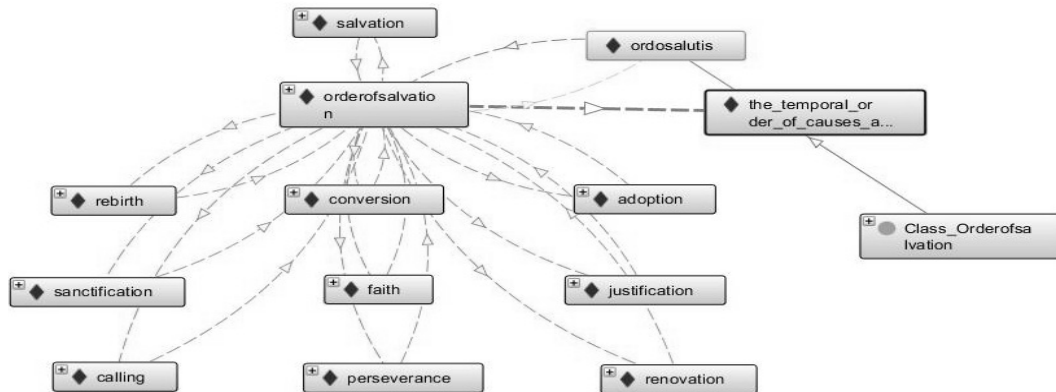 salvation
ordosalutis
orderofsalvatio
n
the_temporal_or
der_of_causes_a...
rebirth
conversion
adoption
Class_Orderofsa
lvation
sanctification
faith
justification
calling
perseverance
renovation